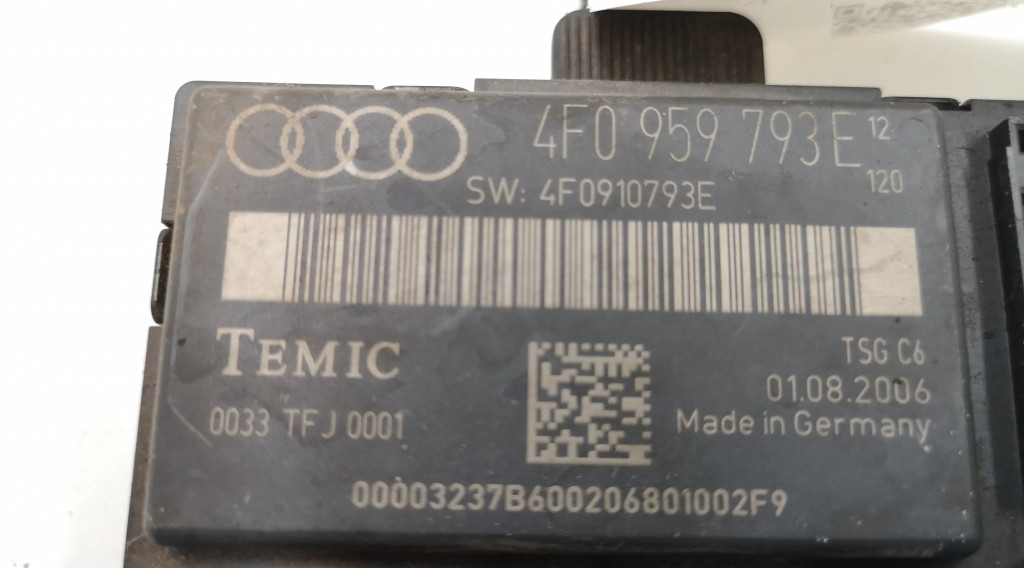 4F0 959 793E 12
120
SW: 4F0910793E
TEMIC
TSG C6
01.08.2006
0033 TFJ 0001
Made in Germany
00003237B600206801002F9